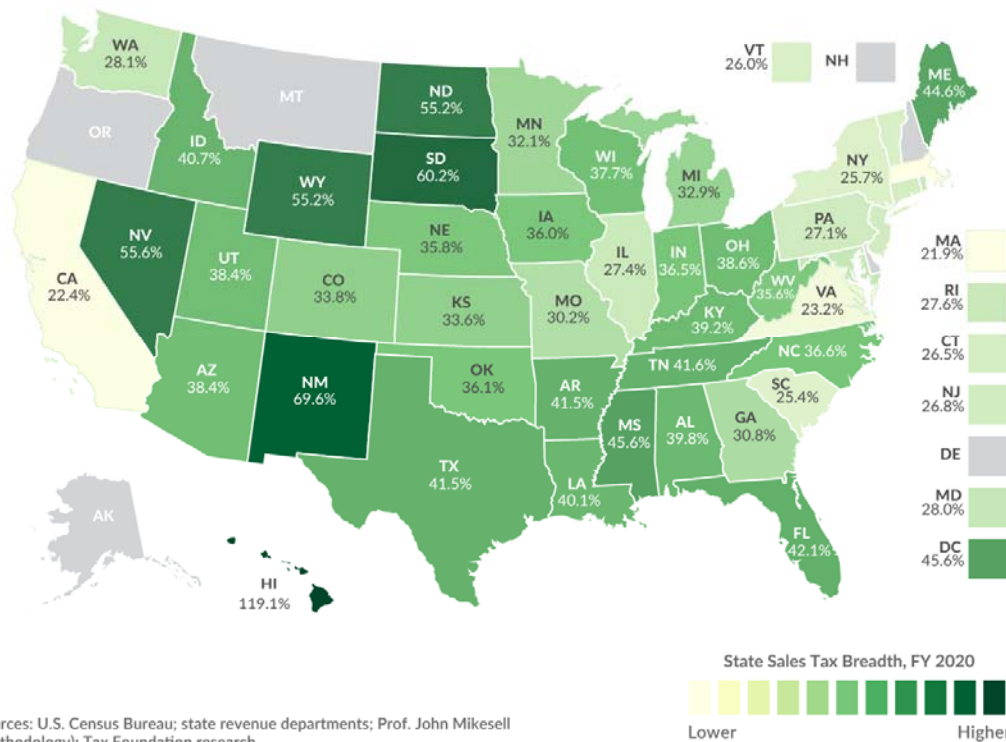 WA
28.1%
MT
ND
55.2%
VT
26.0%
NH
ME
44.6%
OR
ID
40.7%
MN
32.1%
WI
37.7%
MI
32.9%
NY
25.7%
SD
60.2%
WY
55.2%
NV
55.6%
UT
38.4%
CA
22.4%
CO
33.8%
NE
35.8%
IA
36.0%
IL
27.4%
IN
36.5%
OH
38.6%
PA
27.1%
MA
21.9%
WV
35.6%
VA
23.2%
RI
27.6%
KS
33.6%
MO
30.2%
KY
39.2%
CT
26.5%
TN 41.6%
NC 36.6%
AZ
38.4%
NM
69.6%
OK
36.1%
AR
41.5%
SC
25.4%
NJ
26.8%
MS
45.6%
AL
39.8%
GA
30.8%
DE
TX
41.5%
LA
40.1%
MD
28.0%
AK
FL
42.1%
DC
45.6%
HI
119.1%
State Sales Tax Breadth, FY 2020
Lower
Higher
rces: U.S. Census Bureau; state revenue departments; Prof. John Mikesell
thodology); Tax Foundation research